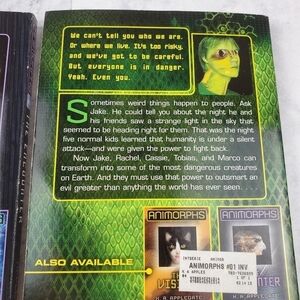 We can't tell you who we are.
Or where we live. It's too risky,
and we've got to be careful.
But everyone is in danger.
Yeah. Even you.
Sometimes weird things happen to people. Ask
Jake. He could tell you about the night he and
his friends saw a strange light in the sky that
seemed to be heading right for them. That was the night
five normal kids learned that humanity is under a silent
attack—and were given the power to fight back.
Now Jake, Rachel, Cassie, Tobias, and Marco can
transform into some of the most dangerous creatures
on Earth. And they must use that power to outsmart an
evil greater than anything the world has ever seen . . .
THE ENCOUNTER
ALSO AVAILABLE
ANIMORPHS
ANIMORPHS
ANIMORPHS #01 INV
K. A. APPLEGATE